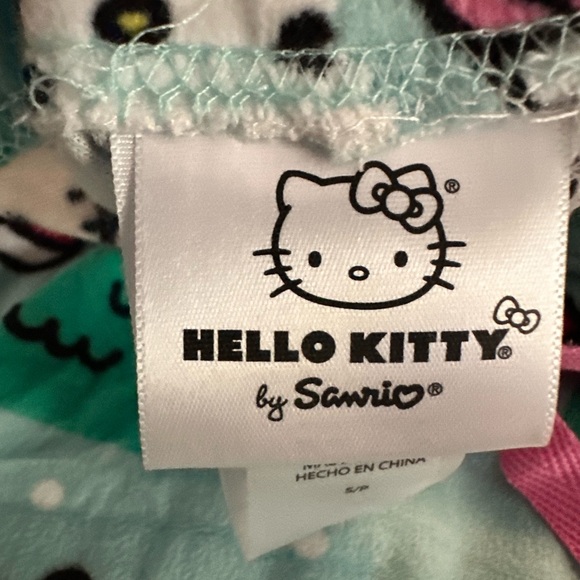 ®
HELLO KITTY®
by Sanrio®
HECHO EN CHINA
S/P